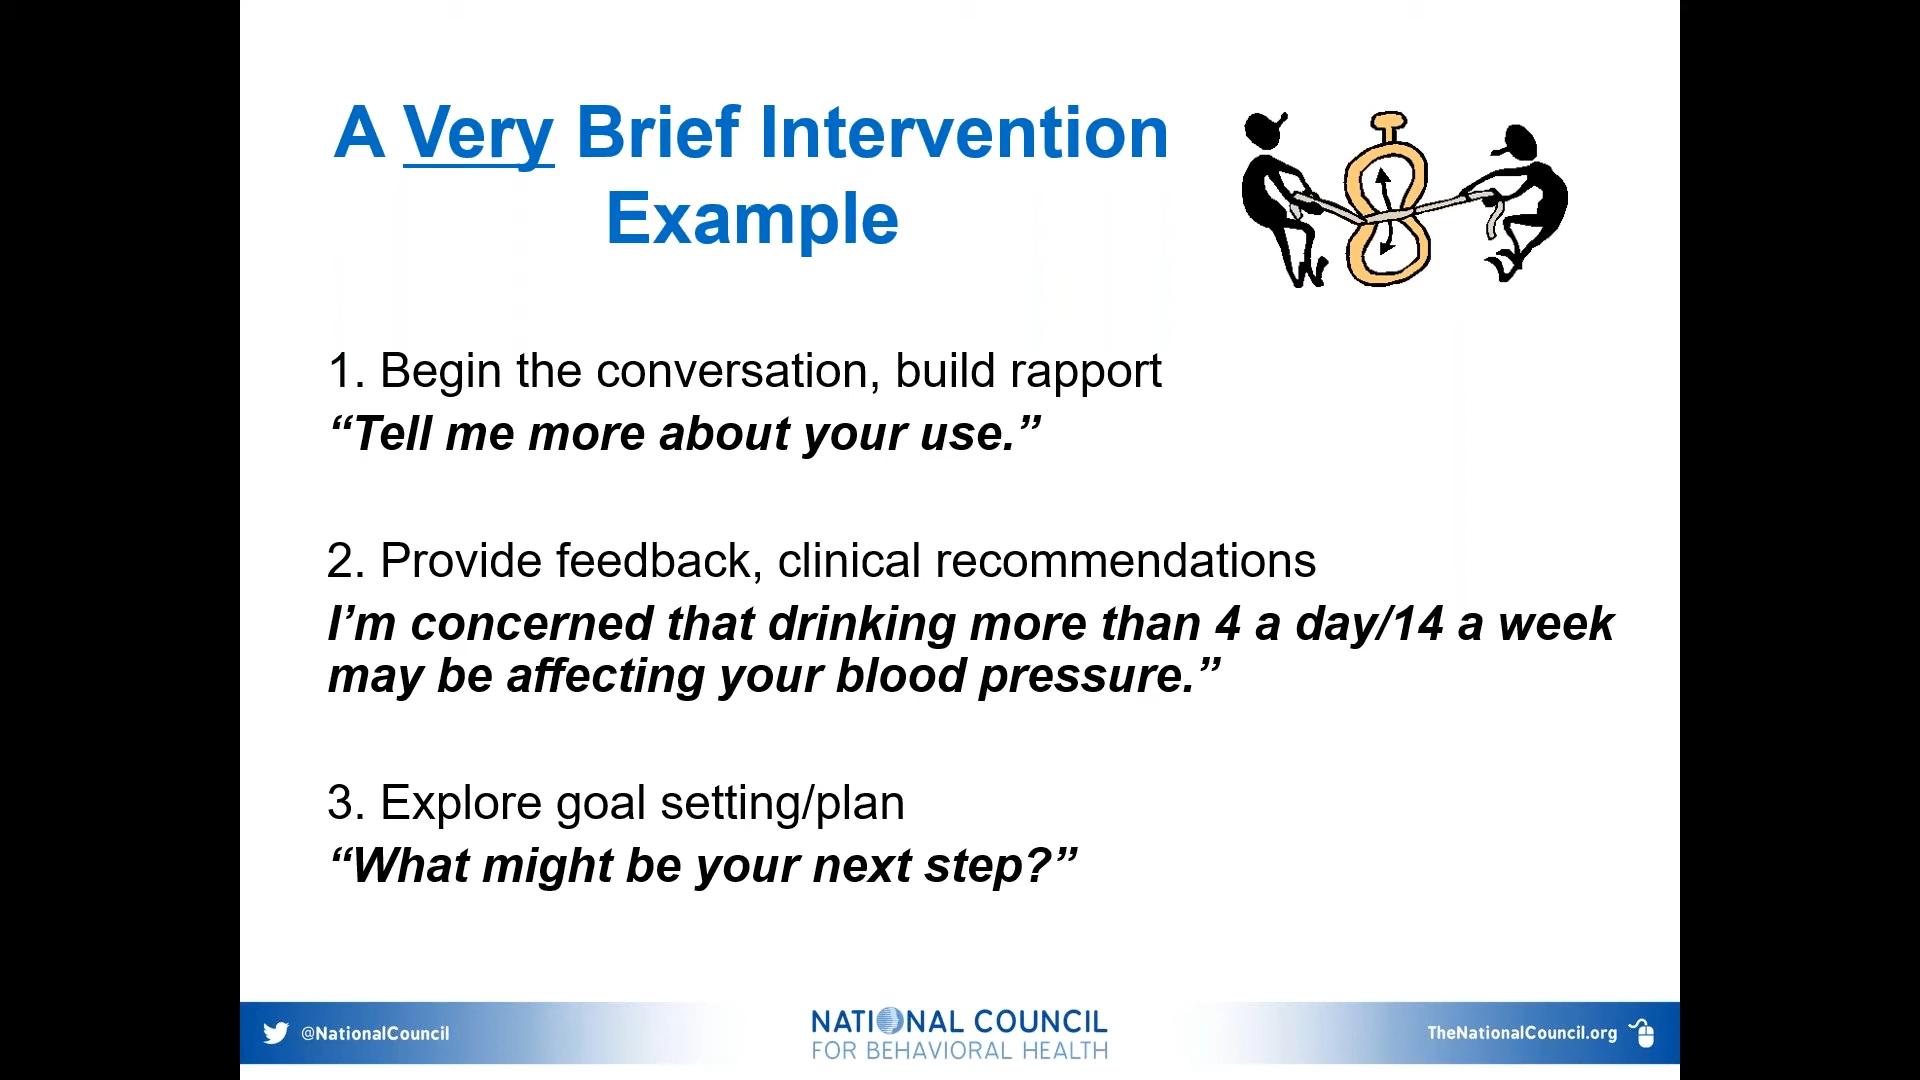 A Very Brief Intervention
Example
1. Begin the conversation, build rapport
“Tell me more about your use.”
2. Provide feedback, clinical recommendations
I’m concerned that drinking more than 4 a day/14 a week
may be affecting your blood pressure.”
3. Explore goal setting/plan
“What might be your next step?”
@NationalCouncil
NATIONAL COUNCIL
FOR BEHAVIORAL HEALTH
TheNationalCouncil.org